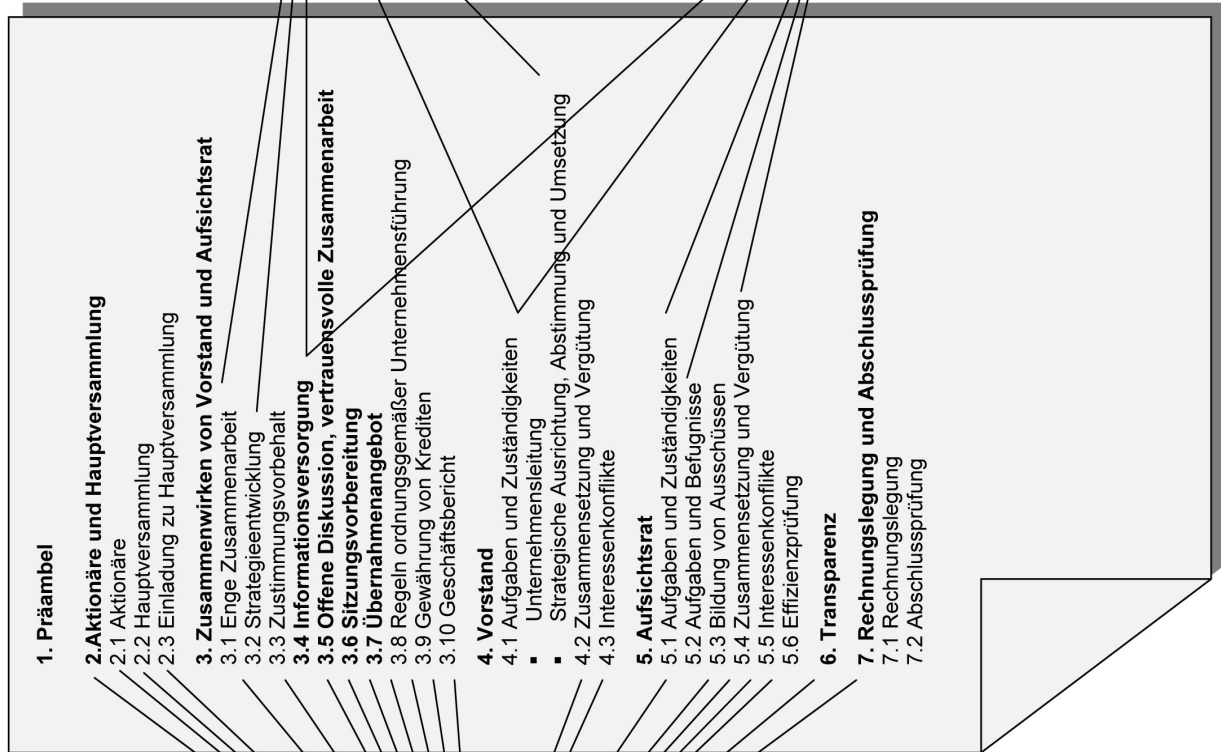 1. Präambel
2.Aktionäre und Hauptversammlung
2.1 Aktionäre
2.2 Hauptversammlung
2.3 Einladung zu Hauptversammlung
3. Zusammenwirken von Vorstand und Aufsichtsrat
3.1 Enge Zusammenarbeit
3.2 Strategieentwicklung
3.3 Zustimmungsvorbehalt
3.4 Informationsversorgung
3.5 Offene Diskussion, vertrauensvolle Zusammenarbeit
3.6 Sitzungsvorbereitung
3.7 Übernahmenangebot
3.8 Regeln ordnungsgemäßer Unternehmensführung
3.9 Gewährung von Krediten
3.10 Geschäftsbericht
4. Vorstand
4.1 Aufgaben und Zuständigkeiten
▪ Unternehmensleitung
▪ Strategische Ausrichtung, Abstimmung und Umsetzung
4.2 Zusammensetzung und Vergütung
4.3 Interessenkonflikte
5. Aufsichtsrat
5.1 Aufgaben und Zuständigkeiten
5.2 Aufgaben und Befugnisse
5.3 Bildung von Ausschüssen
5.4 Zusammensetzung und Vergütung
5.5 Interessenkonflikte
5.6 Effizienzprüfung
6. Transparenz
7. Rechnungslegung und Abschlussprüfung
7.1 Rechnungslegung
7.2 Abschlussprüfung